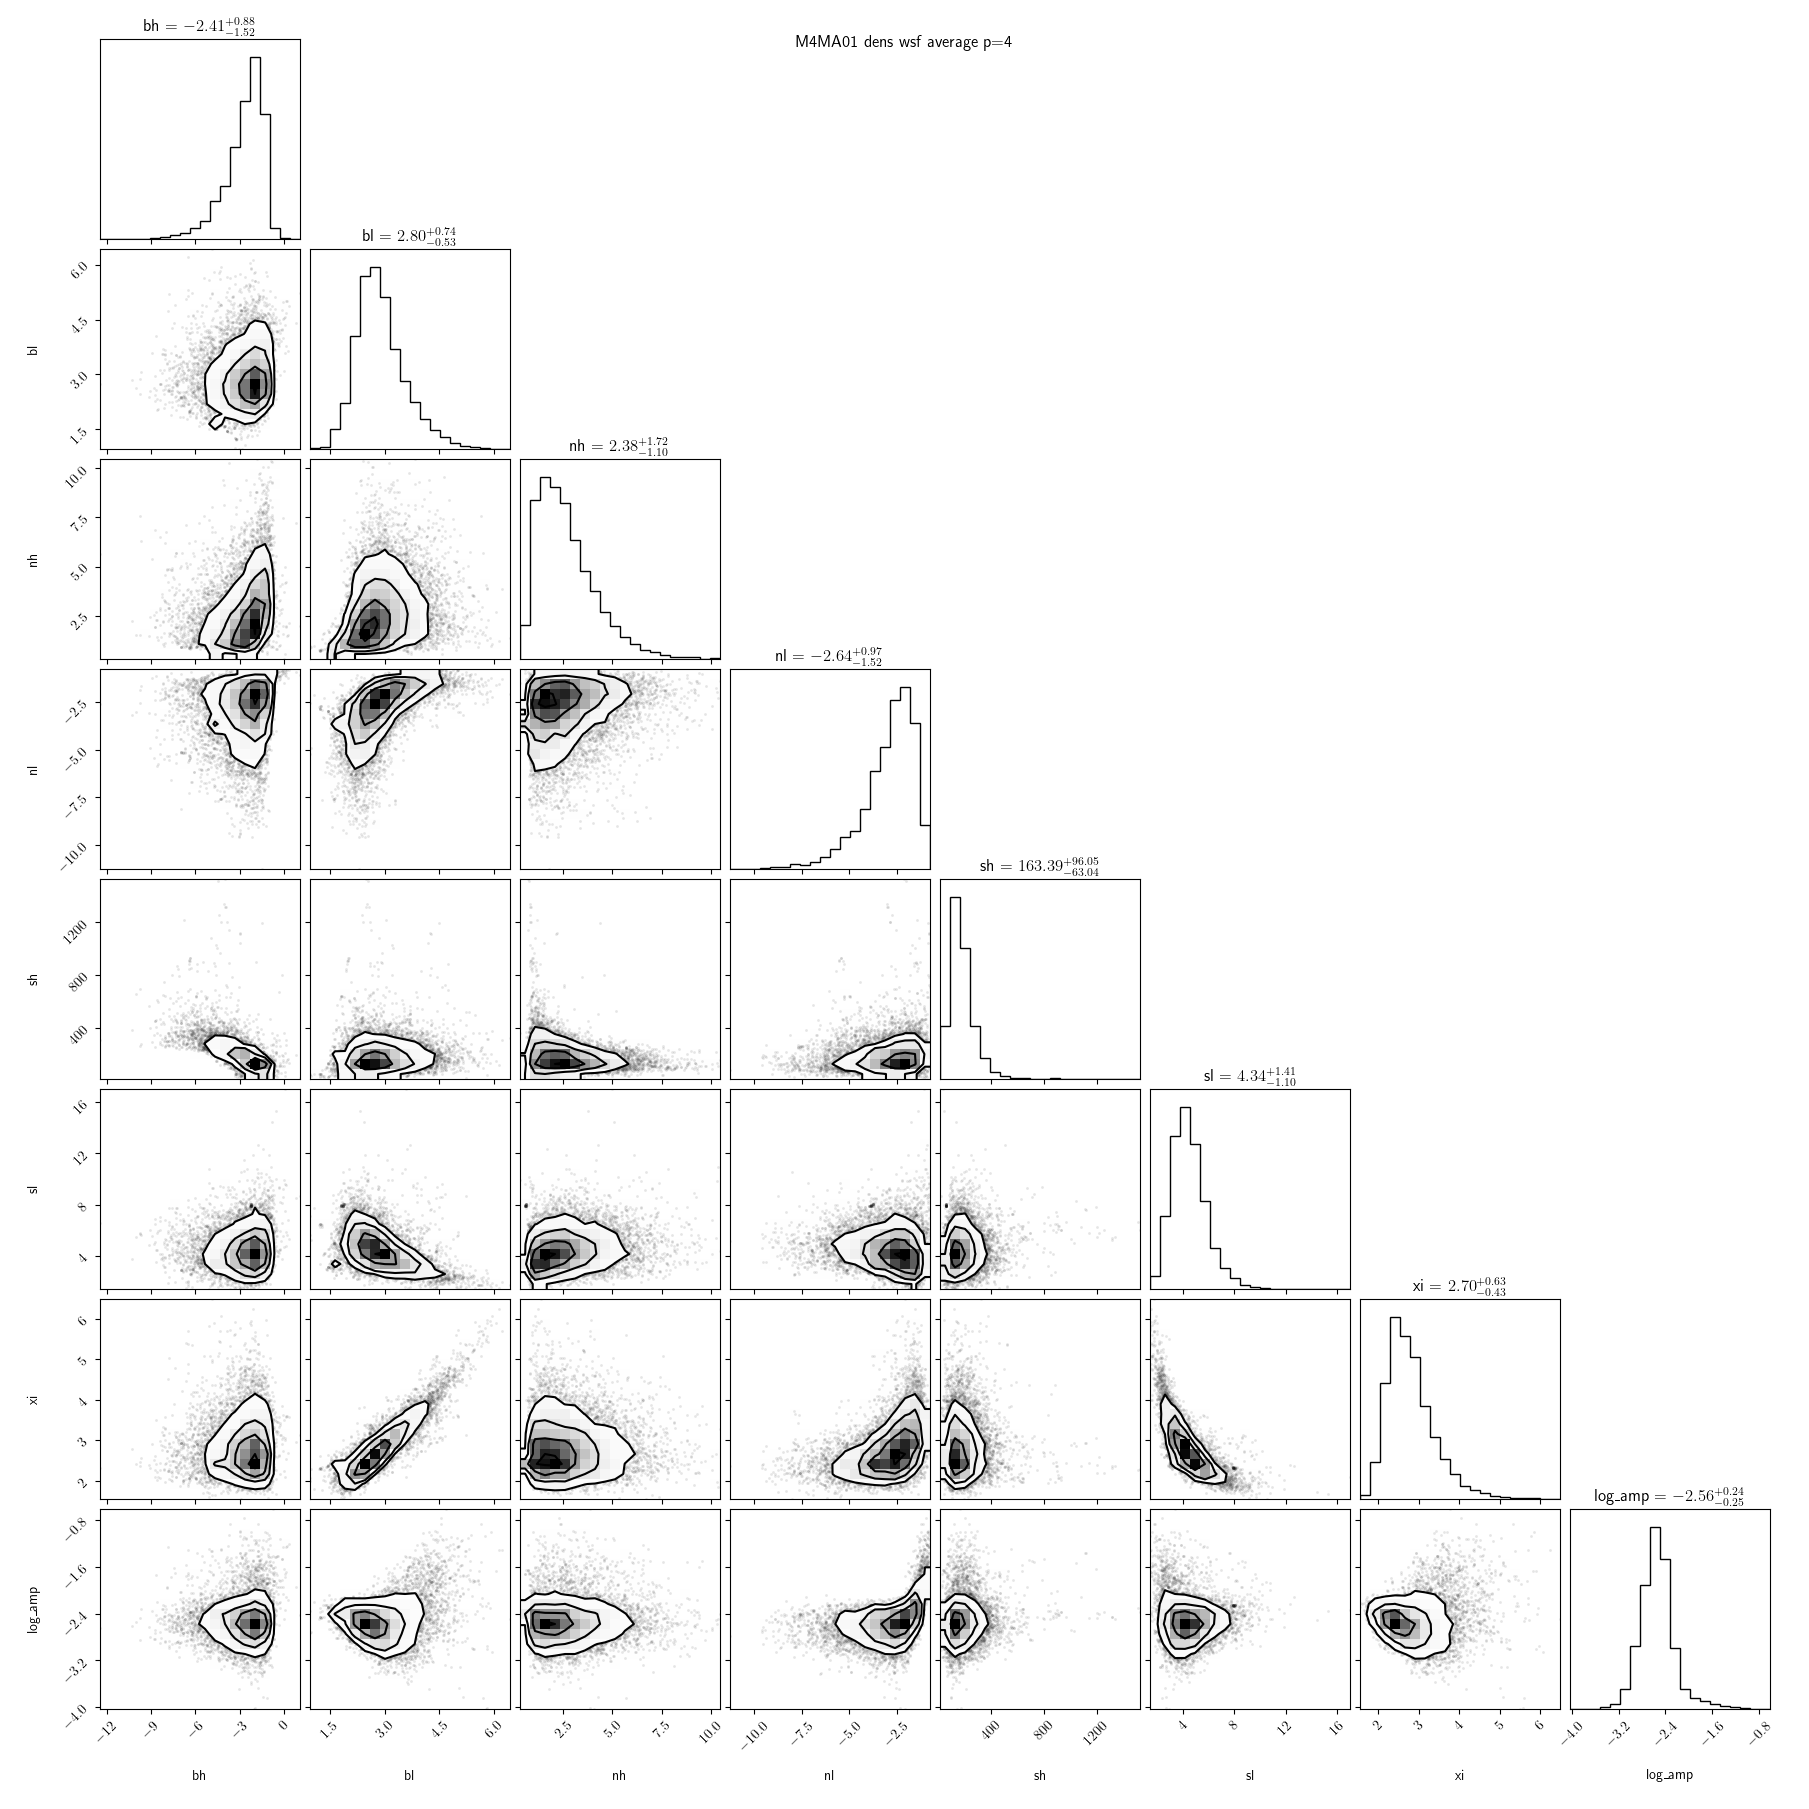 M4MA01 dens wsf average p=4
bh = −2.41+0.88−1.52
bl = 2.80+0.74−0.53
6.0
4.5
3.0
1.5
bl
nh = 2.38+1.72−1.10
10.0
7.5
5.0
2.5
nh
nl = −2.64+0.97−1.52
−2.5
−5.0
−7.5
−10.0
nl
sh = 163.39+96.05−63.04
1200
800
400
sh
sl = 4.34+1.41−1.10
16
12
8
4
sl
xi = 2.70+0.63−0.43
6
5
4
3
2
xi
log_amp = −2.56+0.24−0.25
−0.8
−1.6
−2.4
−3.2
−4.0
log_amp
−12 −9 −6 −3 0 1.5 3.0 4.5 6.0 2.5 5.0 7.5 10.0 −10.0 −7.5 −5.0 −2.5 400 800 1200 4 8 12 16 2 3 4 5 6 −4.0 −3.2 −2.4 −1.6 −0.8
bh bl nh nl sh sl xi log_amp